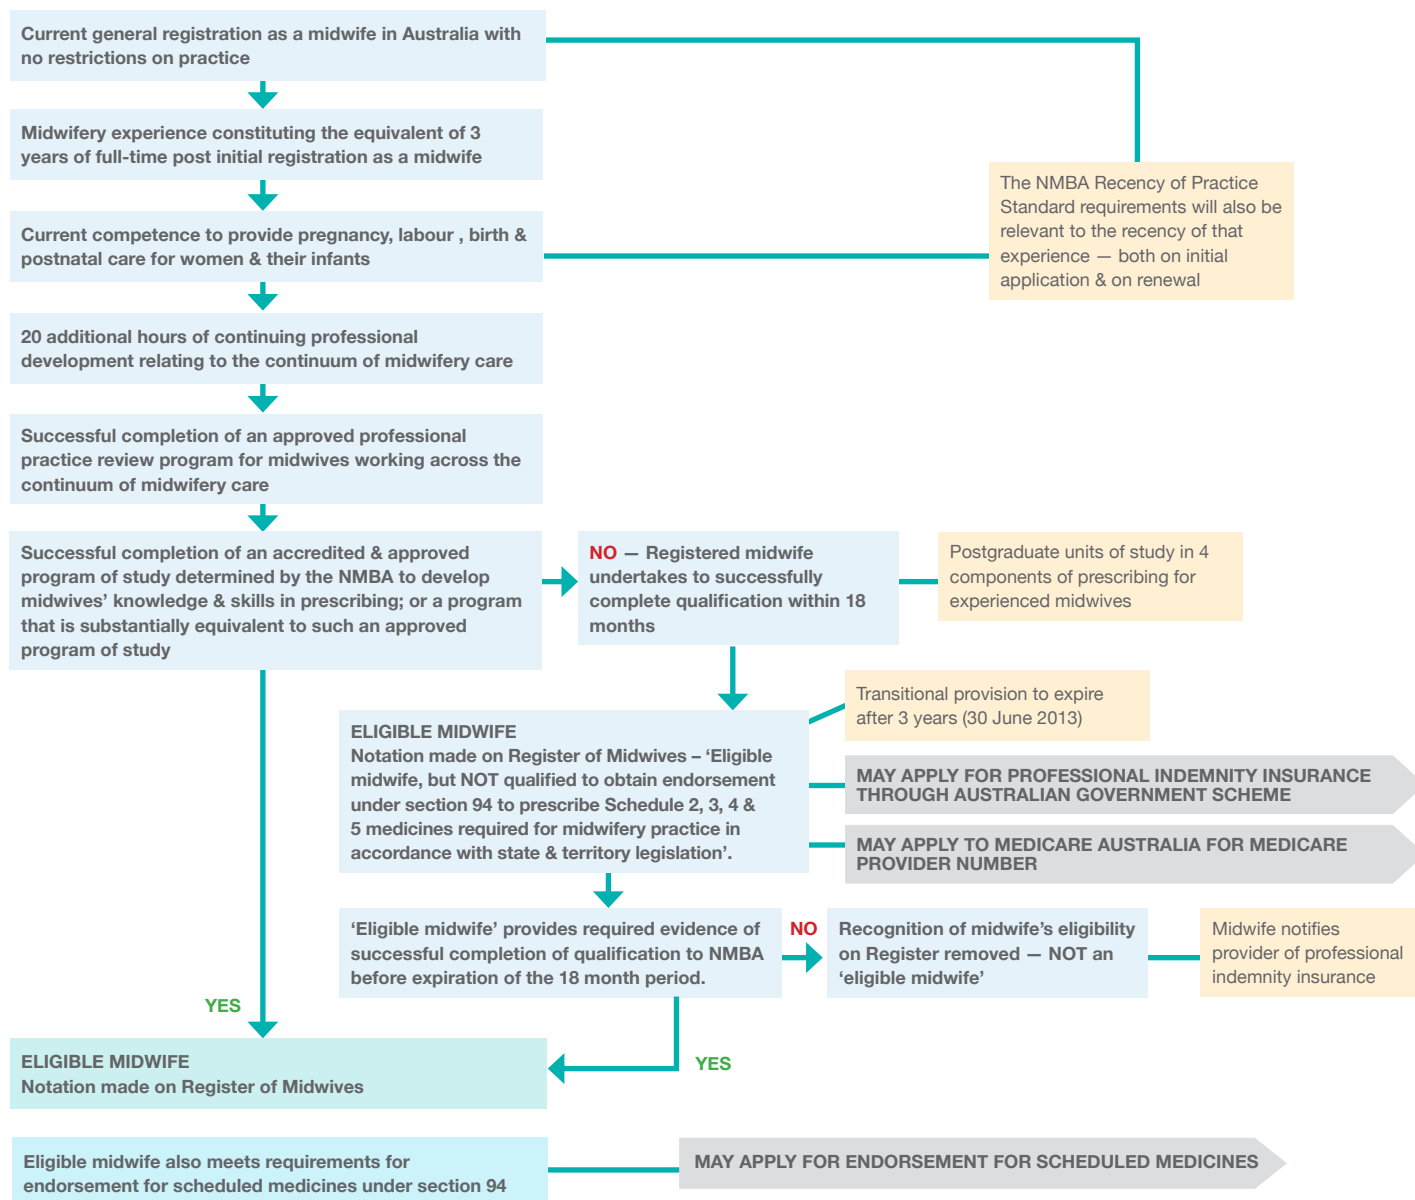 Current general registration as a midwife in Australia with
no restrictions on practice
Midwifery experience constituting the equivalent of 3
years of full-time post initial registration as a midwife
The NMBA Recency of Practice
Standard requirements will also be
relevant to the recency of that
experience — both on initial
application & on renewal
Current competence to provide pregnancy, labour , birth &
postnatal care for women & their infants
20 additional hours of continuing professional
development relating to the continuum of midwifery care
Successful completion of an approved professional
practice review program for midwives working across the
continuum of midwifery care
Successful completion of an accredited & approved
program of study determined by the NMBA to develop
midwives’ knowledge & skills in prescribing; or a program
that is substantially equivalent to such an approved
program of study
NO — Registered midwife
undertakes to successfully
complete qualification within 18
months
Postgraduate units of study in 4
components of prescribing for
experienced midwives
Transitional provision to expire
after 3 years (30 June 2013)
ELIGIBLE MIDWIFE
Notation made on Register of Midwives – ‘Eligible
midwife, but NOT qualified to obtain endorsement
under section 94 to prescribe Schedule 2, 3, 4 &
5 medicines required for midwifery practice in
accordance with state & territory legislation’.
MAY APPLY FOR PROFESSIONAL INDEMNITY INSURANCE
THROUGH AUSTRALIAN GOVERNMENT SCHEME
MAY APPLY TO MEDICARE AUSTRALIA FOR MEDICARE
PROVIDER NUMBER
‘Eligible midwife’ provides required evidence of
successful completion of qualification to NMBA
before expiration of the 18 month period.
NO
Recognition of midwife’s eligibility
on Register removed — NOT an
‘eligible midwife’
Midwife notifies
provider of professional
indemnity insurance
YES
YES
ELIGIBLE MIDWIFE
Notation made on Register of Midwives
Eligible midwife also meets requirements for
endorsement for scheduled medicines under section 94
MAY APPLY FOR ENDORSEMENT FOR SCHEDULED MEDICINES